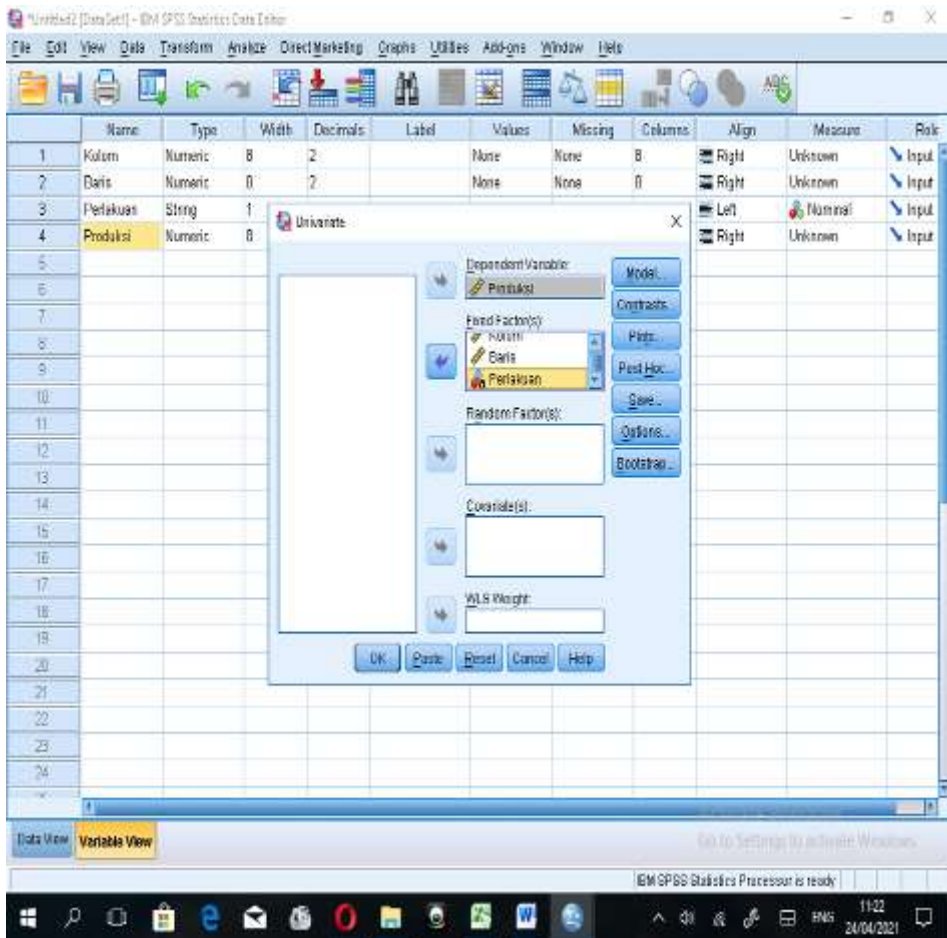 *Untitled2 [DataSet1] - IBM SPSS Statistics Data Editor
File Edit View Data Transform Analyze Direct Marketing Graphs Utilities Add-ons Window Help
Name Type Width Decimals Label Values Missing Columns Align Measure Role
1 Kolom Numeric 8 2 None None 8 Right Unknown Input
2 Baris Numeric 8 2 None None 8 Right Unknown Input
3 Perlakuan String 1 Left Nominal Input
4 Produksi Numeric 8 Right Unknown Input
5
6
7
8
9
10
11
12
13
14
15
16
17
18
19
20
21
22
23
24
Univariate
Dependent Variable:
Produksi
Fixed Factor(s):
Kolom
Baris
Perlakuan
Random Factor(s):
Covariate(s):
WLS Weight:
Model...
Contrasts...
Plots...
Post Hoc...
Save...
Options...
Bootstrap...
OK Paste Reset Cancel Help
Data View Variable View
Go to Settings to activate Windows.
IBM SPSS Statistics Processor is ready
ENG 11:22
24/04/2021